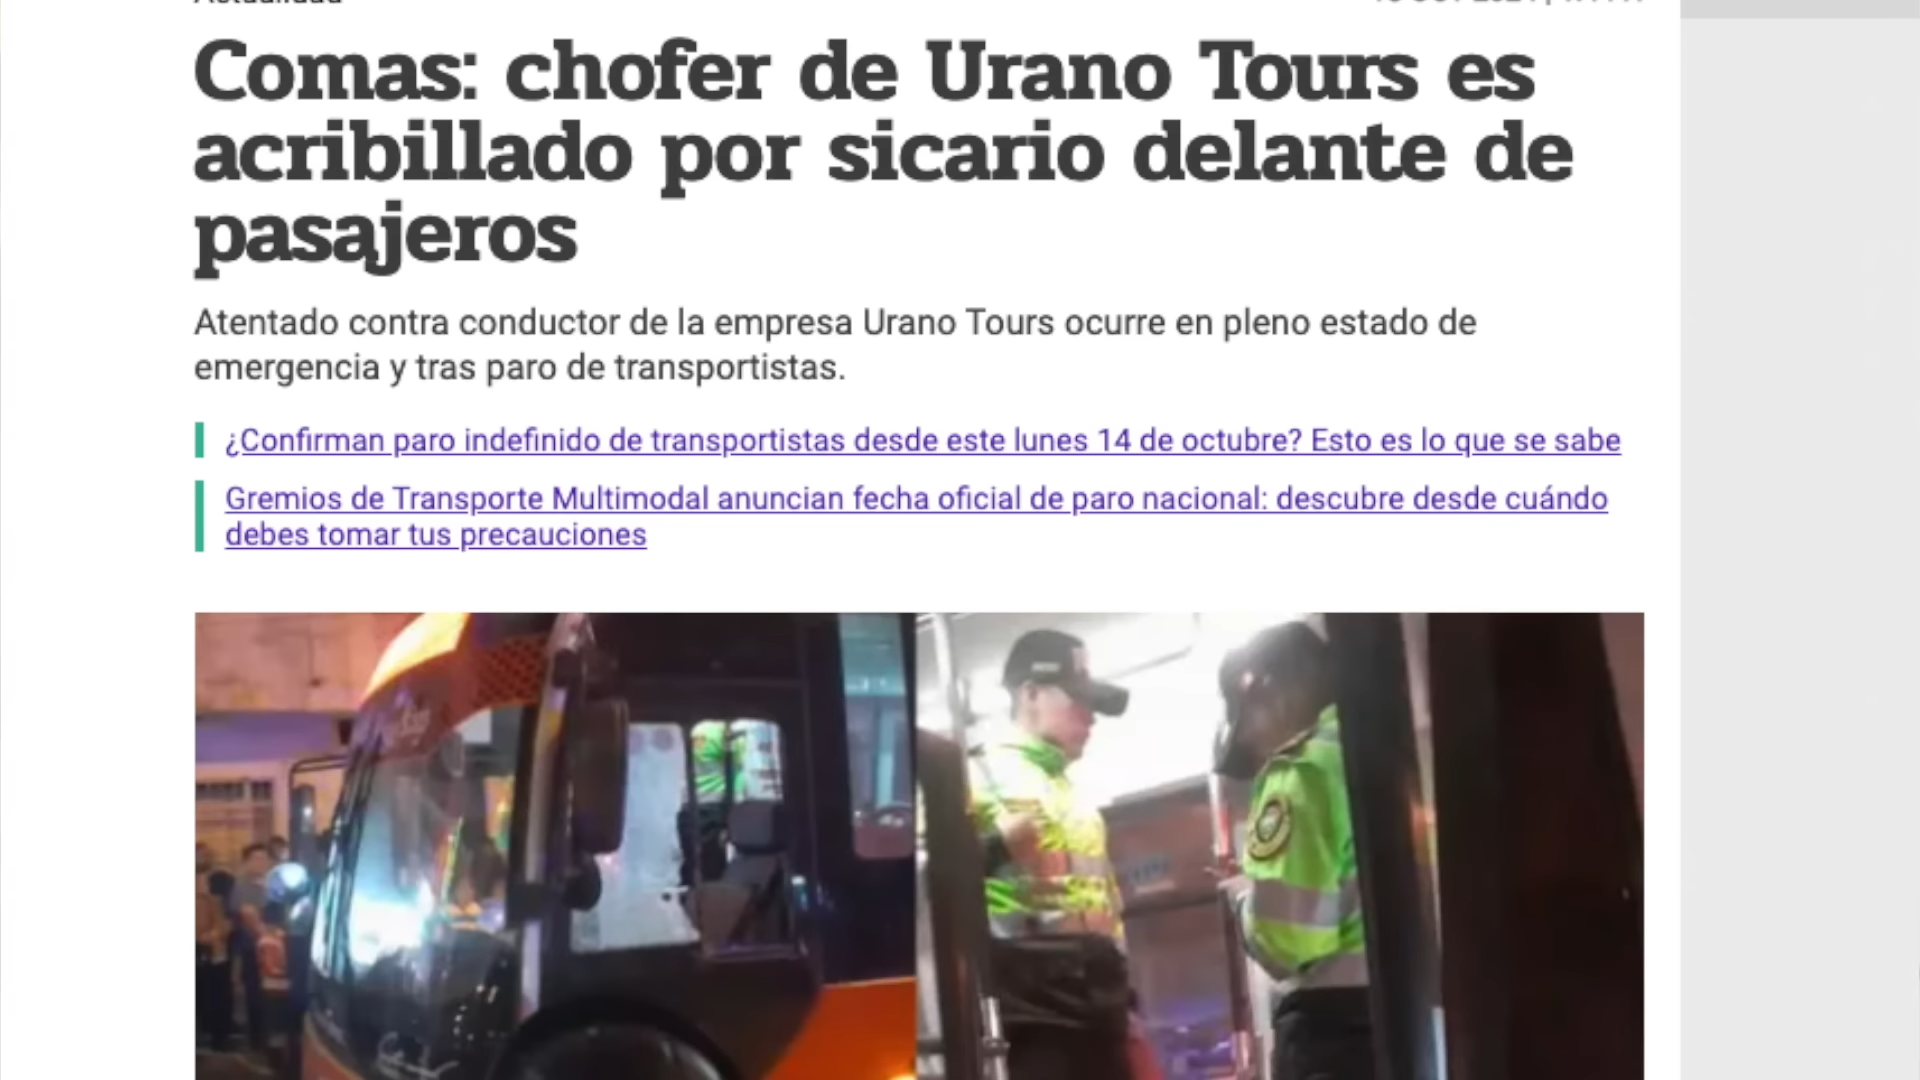 Comas: chofer de Urano Tours es
acribillado por sicario delante de
pasajeros
Atentado contra conductor de la empresa Urano Tours ocurre en pleno estado de
emergencia y tras paro de transportistas.
¿Confirman paro indefinido de transportistas desde este lunes 14 de octubre? Esto es lo que se sabe
Gremios de Transporte Multimodal anuncian fecha oficial de paro nacional: descubre desde cuándo
debes tomar tus precauciones